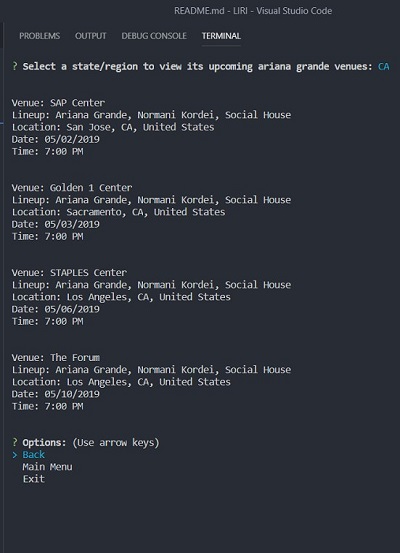 README.md - LIRI - Visual Studio Code
PROBLEMS OUTPUT DEBUG CONSOLE TERMINAL
? Select a state/region to view its upcoming ariana grande venues: CA
Venue: SAP Center
Lineup: Ariana Grande, Normani Kordei, Social House
Location: San Jose, CA, United States
Date: 05/02/2019
Time: 7:00 PM
Venue: Golden 1 Center
Lineup: Ariana Grande, Normani Kordei, Social House
Location: Sacramento, CA, United States
Date: 05/03/2019
Time: 7:00 PM
Venue: STAPLES Center
Lineup: Ariana Grande, Normani Kordei, Social House
Location: Los Angeles, CA, United States
Date: 05/06/2019
Time: 7:00 PM
Venue: The Forum
Lineup: Ariana Grande, Normani Kordei, Social House
Location: Los Angeles, CA, United States
Date: 05/10/2019
Time: 7:00 PM
? Options: (Use arrow keys)
> Back
Main Menu
Exit